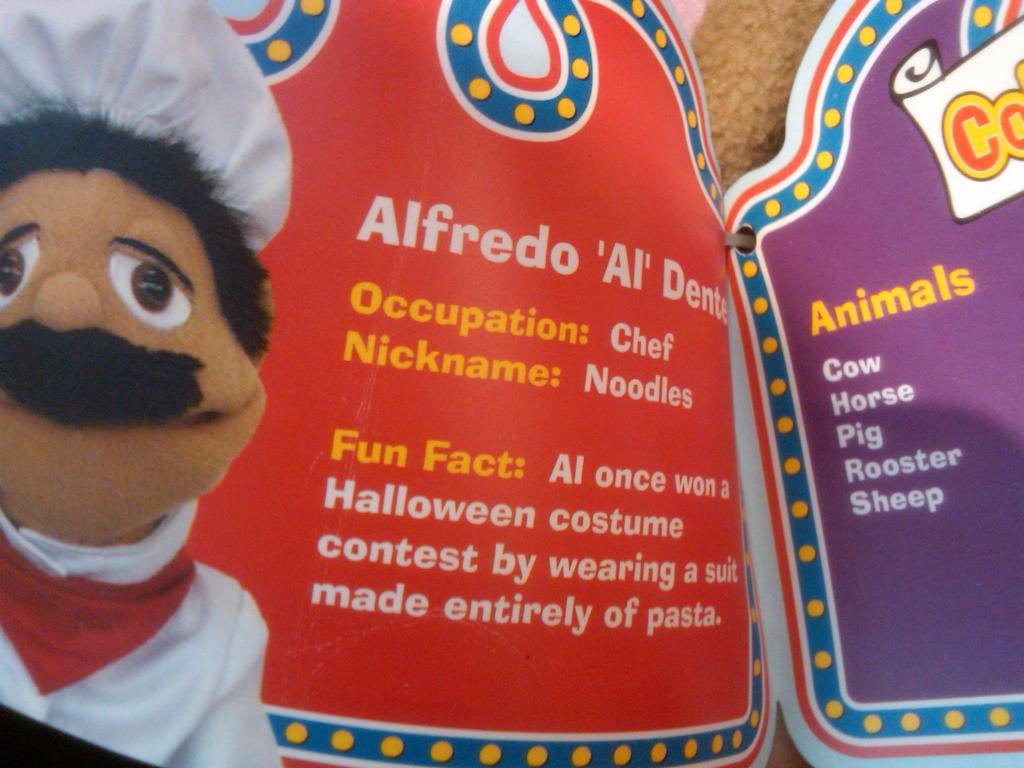 Alfredo 'Al' Dente
Occupation: Chef
Nickname: Noodles
Fun Fact: Al once won a
Halloween costume
contest by wearing a suit
made entirely of pasta.
Animals
Cow
Horse
Pig
Rooster
Sheep